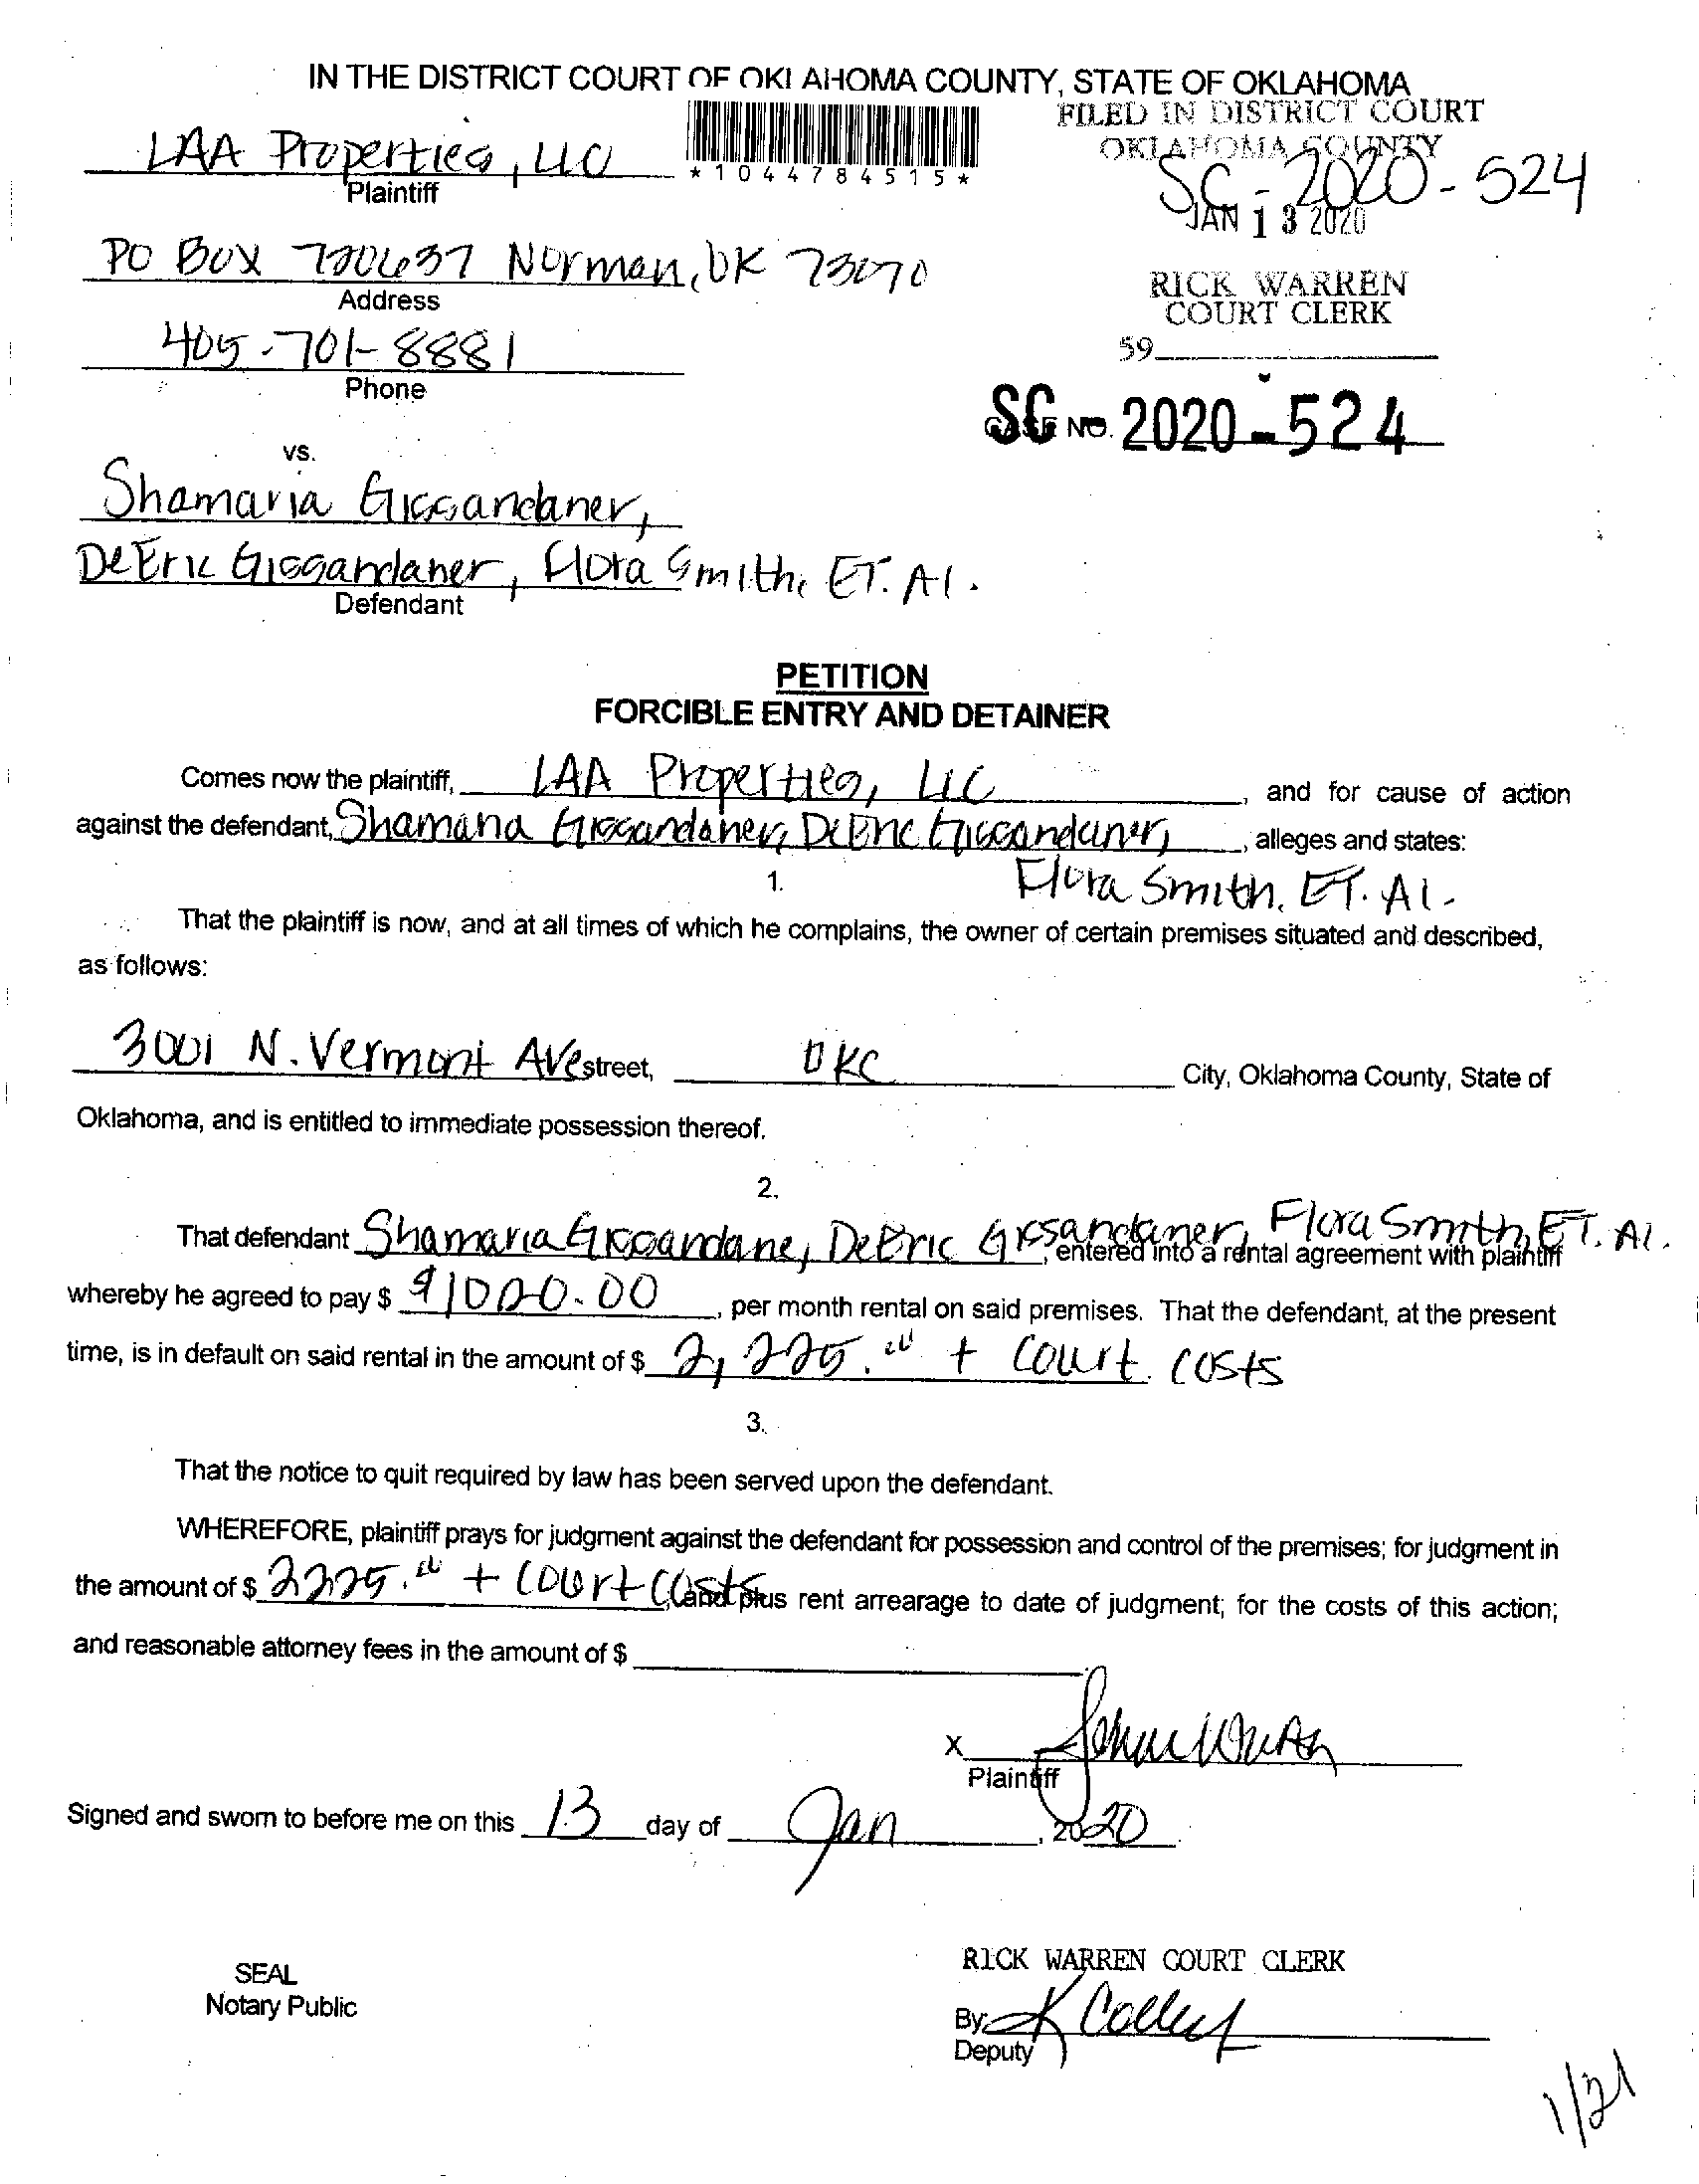 IN THE DISTRICT COURT OF OKLAHOMA COUNTY, STATE OF OKLAHOMA
FILED IN DISTRICT COURT
OKLAHOMA COUNTY
LAA Properties, LLC
*1044784515*
SC-2020-524
Plaintiff
JAN 13 2020
PO Box 720637 Norman, OK 73070
Address
RICK WARREN
COURT CLERK
405-701-8881
59
Phone
SC CASE NO. 2020-524
vs.
Shamaria Gissandaner,
DeEric Gissandaner, Flora Smith, ET. Al.
Defendant
PETITION
FORCIBLE ENTRY AND DETAINER
Comes now the plaintiff, LAA Properties, LLC, and for cause of action
against the defendant, Shamaria Gissandaner, DeEric Gissandaner, , alleges and states:
Flora Smith, ET. Al.
1.
That the plaintiff is now, and at all times of which he complains, the owner of certain premises situated and described,
as follows:
3001 N. Vermont Ave street, OKC City, Oklahoma County, State of
Oklahoma, and is entitled to immediate possession thereof.
2.
That defendant Shamaria Gissandane, DeEric Gissandaner, Flora Smith, ET. Al. , entered into a rental agreement with plaintiff
whereby he agreed to pay $ $1000.00, per month rental on said premises. That the defendant, at the present
time, is in default on said rental in the amount of $ 2,225.00 + court costs
3.
That the notice to quit required by law has been served upon the defendant.
WHEREFORE, plaintiff prays for judgment against the defendant for possession and control of the premises; for judgment in
the amount of $ 2225.00 + court costs, and plus rent arrearage to date of judgment; for the costs of this action;
and reasonable attorney fees in the amount of $
X
Plaintiff
Signed and sworn to before me on this 13 day of Jan, 2020
RICK WARREN COURT CLERK
SEAL
Notary Public
By K Colley
Deputy
1/21